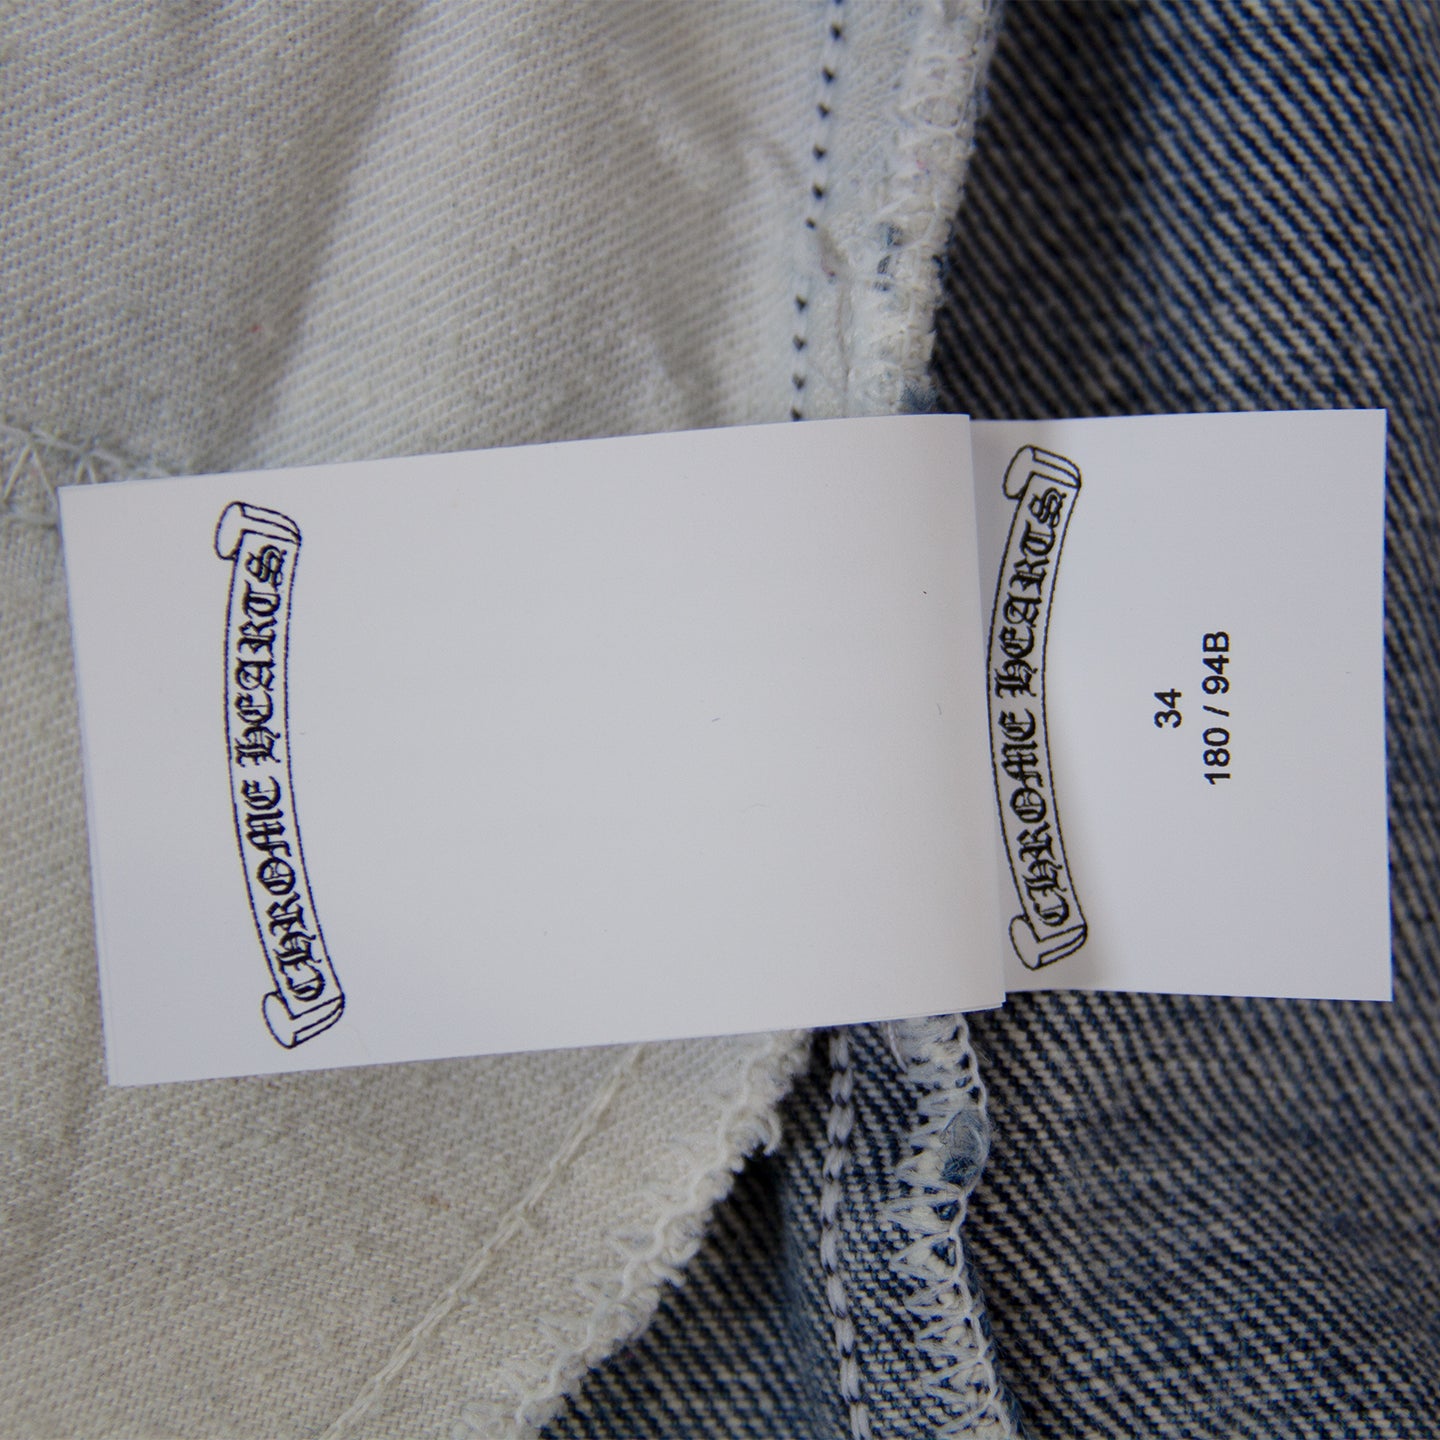 CHROME HEARTS
CHROME HEARTS
34
180 / 94B